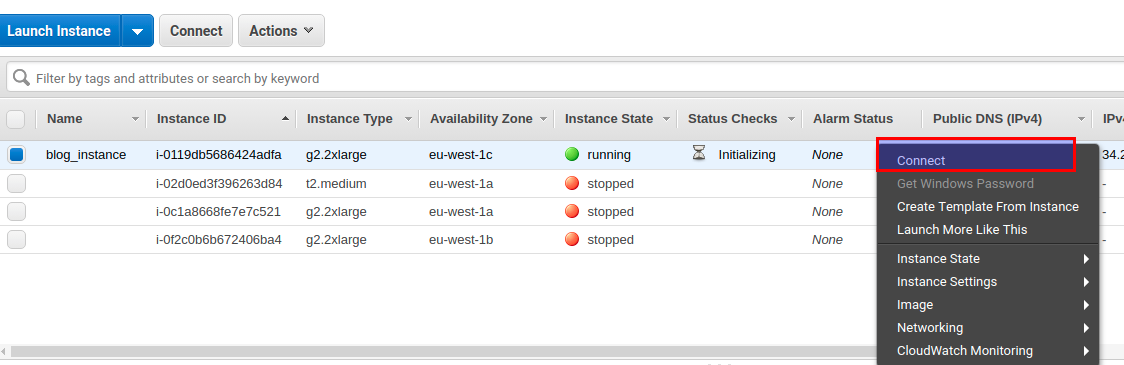 Launch Instance Connect Actions
Filter by tags and attributes or search by keyword
Name Instance ID Instance Type Availability Zone Instance State Status Checks Alarm Status Public DNS (IPv4)
blog_instance i-0119db5686424adfa g2.2xlarge eu-west-1c running Initializing None 34.2
Connect
i-02d0ed3f396263d84 t2.medium eu-west-1a stopped None -
Get Windows Password
i-0c1a8668fe7e7c521 g2.2xlarge eu-west-1a stopped None -
Create Template From Instance
Launch More Like This
i-0f2c0b6b672406ba4 g2.2xlarge eu-west-1b stopped None -
Instance State
Instance Settings
Image
Networking
CloudWatch Monitoring